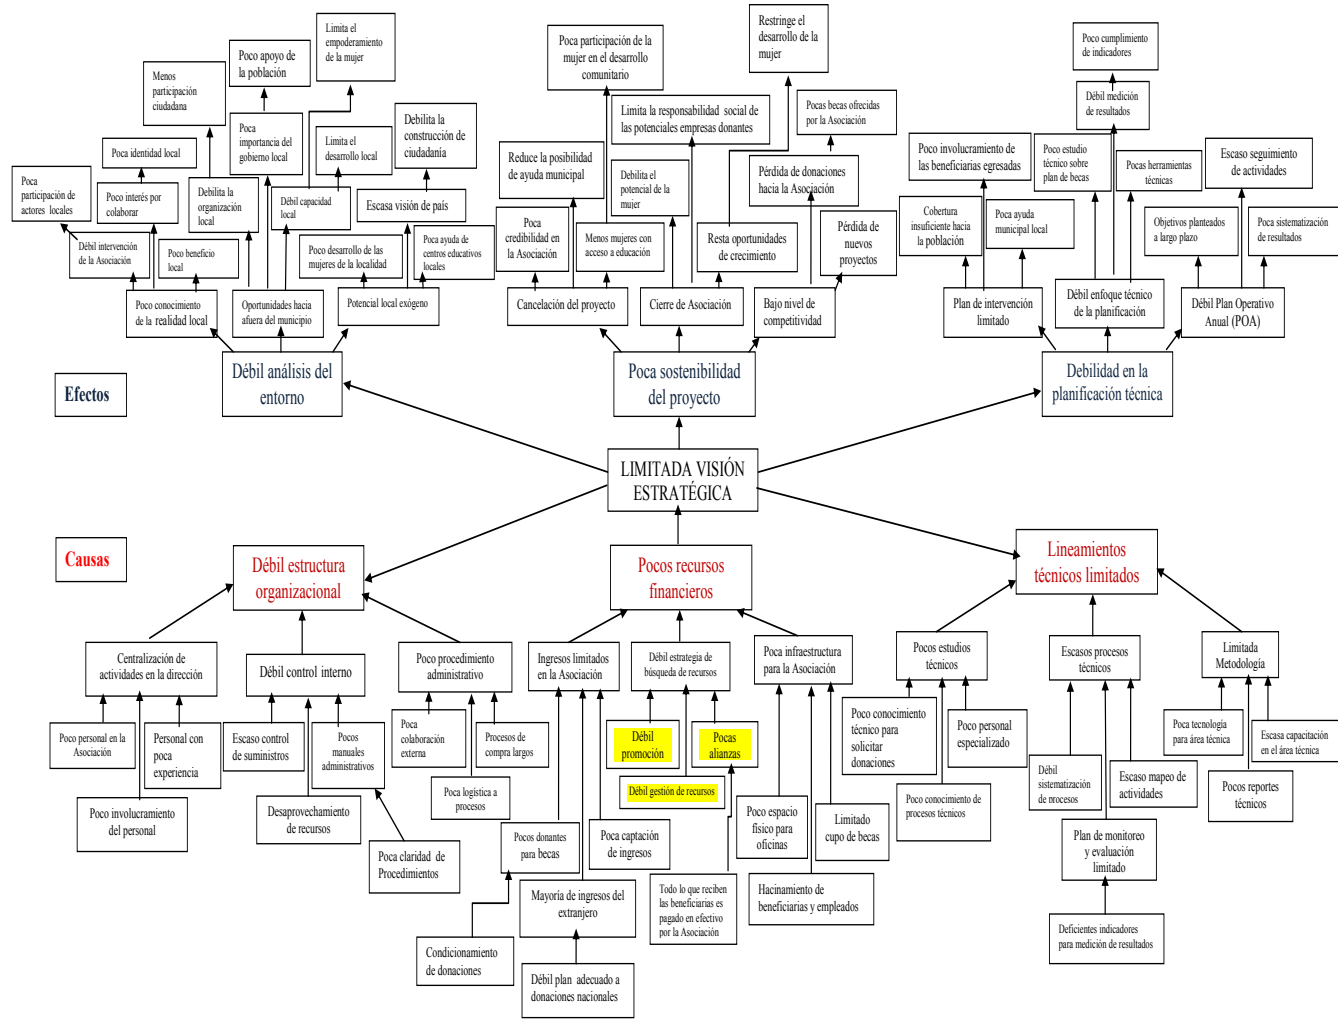 Limita el
empoderamiento
de la mujer
Restringe el
desarrollo de la
mujer
Poco apoyo de
la población
Poca participación de la
mujer en el desarrollo
comunitario
Poco cumplimiento
de indicadores
Menos
participación
ciudadana
Débil medición
de resultados
Limita la responsabilidad social de
las potenciales empresas donantes
Pocas becas ofrecidas
por la Asociación
Debilita la
construcción de
ciudadanía
Poca
importancia del
gobierno local
Limita el
desarrollo local
Poca identidad local
Reduce la posibilidad
de ayuda municipal
Poco involucramiento de
las beneficiarias egresadas
Poco estudio
técnico sobre
plan de becas
Pocas herramientas
técnicas
Escaso seguimiento
de actividades
Debilita el
potencial de la
mujer
Pérdida de donaciones
hacia la Asociación
Poca
participación de
actores locales
Poco interés por
colaborar
Debilita la
organización
local
Débil capacidad
local
Escasa visión de país
Poca
credibilidad en
la Asociación
Menos mujeres con
acceso a educación
Resta oportunidades
de crecimiento
Pérdida de
nuevos
proyectos
Cobertura
insuficiente hacia
la población
Poca ayuda
municipal local
Objetivos planteados
a largo plazo
Poca sistematización
de resultados
Débil intervención
de la Asociación
Poco beneficio
local
Poco desarrollo de las
mujeres de la localidad
Poca ayuda de
centros educativos
locales
Poco conocimiento
de la realidad local
Oportunidades hacia
afuera del municipio
Potencial local exógeno
Cancelación del proyecto
Cierre de Asociación
Bajo nivel de
competitividad
Plan de intervención
limitado
Débil enfoque técnico
de la planificación
Débil Plan Operativo
Anual (POA)
Efectos
Débil análisis del
entorno
Poca sostenibilidad
del proyecto
Debilidad en la
planificación técnica
LIMITADA VISIÓN
ESTRATÉGICA
Causas
Débil estructura
organizacional
Pocos recursos
financieros
Lineamientos
técnicos limitados
Centralización de
actividades en la dirección
Débil control interno
Poco procedimiento
administrativo
Ingresos limitados
en la Asociación
Débil estrategia de
búsqueda de recursos
Poca infraestructura
para la Asociación
Pocos estudios
técnicos
Escasos procesos
técnicos
Limitada
Metodología
Poco personal en la
Asociación
Personal con
poca
experiencia
Escaso control
de suministros
Pocos
manuales
administrativos
Poca
colaboración
externa
Procesos de
compra largos
Débil
promoción
Pocas
alianzas
Poco conocimiento
técnico para
solicitar
donaciones
Poco personal
especializado
Poca tecnología
para área técnica
Escasa capacitación
en el área técnica
Poco involucramiento
del personal
Desaprovechamiento
de recursos
Poca logística a
procesos
Débil gestión de recursos
Poco conocimiento de
procesos técnicos
Débil
sistematización
de procesos
Escaso mapeo de
actividades
Pocos reportes
técnicos
Poca claridad de
Procedimientos
Pocos donantes
para becas
Poca captación
de ingresos
Poco espacio
físico para
oficinas
Limitado
cupo de becas
Plan de monitoreo
y evaluación
limitado
Mayoría de ingresos del
extranjero
Todo lo que reciben
las beneficiarias es
pagado en efectivo
por la Asociación
Hacinamiento de
beneficiarias y empleados
Condicionamiento
de donaciones
Deficientes indicadores
para medición de resultados
Débil plan adecuado a
donaciones nacionales